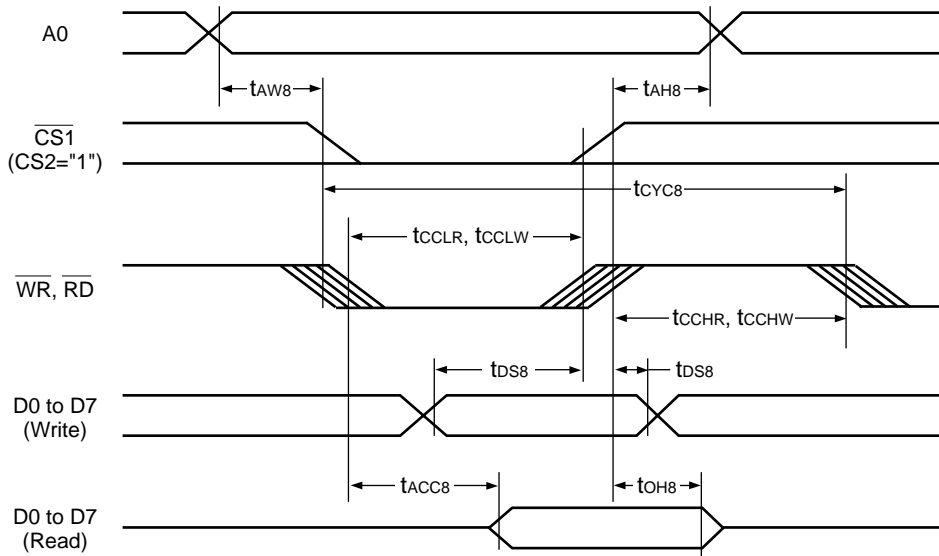 A0
tAW8
tAH8
CS1
(CS2="1")
tCYC8
tCCLR, tCCLW
WR, RD
tCCHR, tCCHW
tDS8
tDS8
D0 to D7
(Write)
tACC8
tOH8
D0 to D7
(Read)